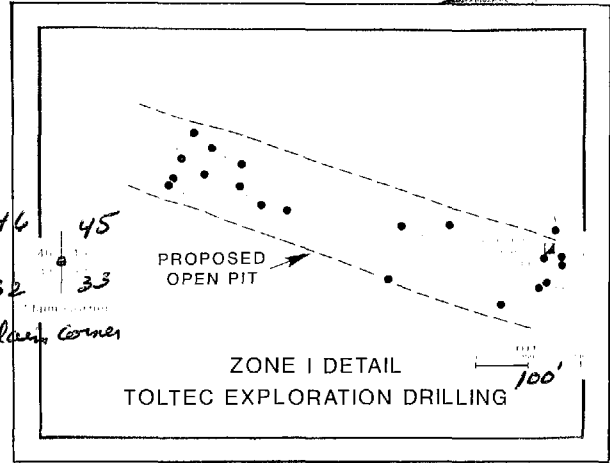 46 45
32 33
Claim Corner
PROPOSED
OPEN PIT
100'
ZONE I DETAIL
TOLTEC EXPLORATION DRILLING